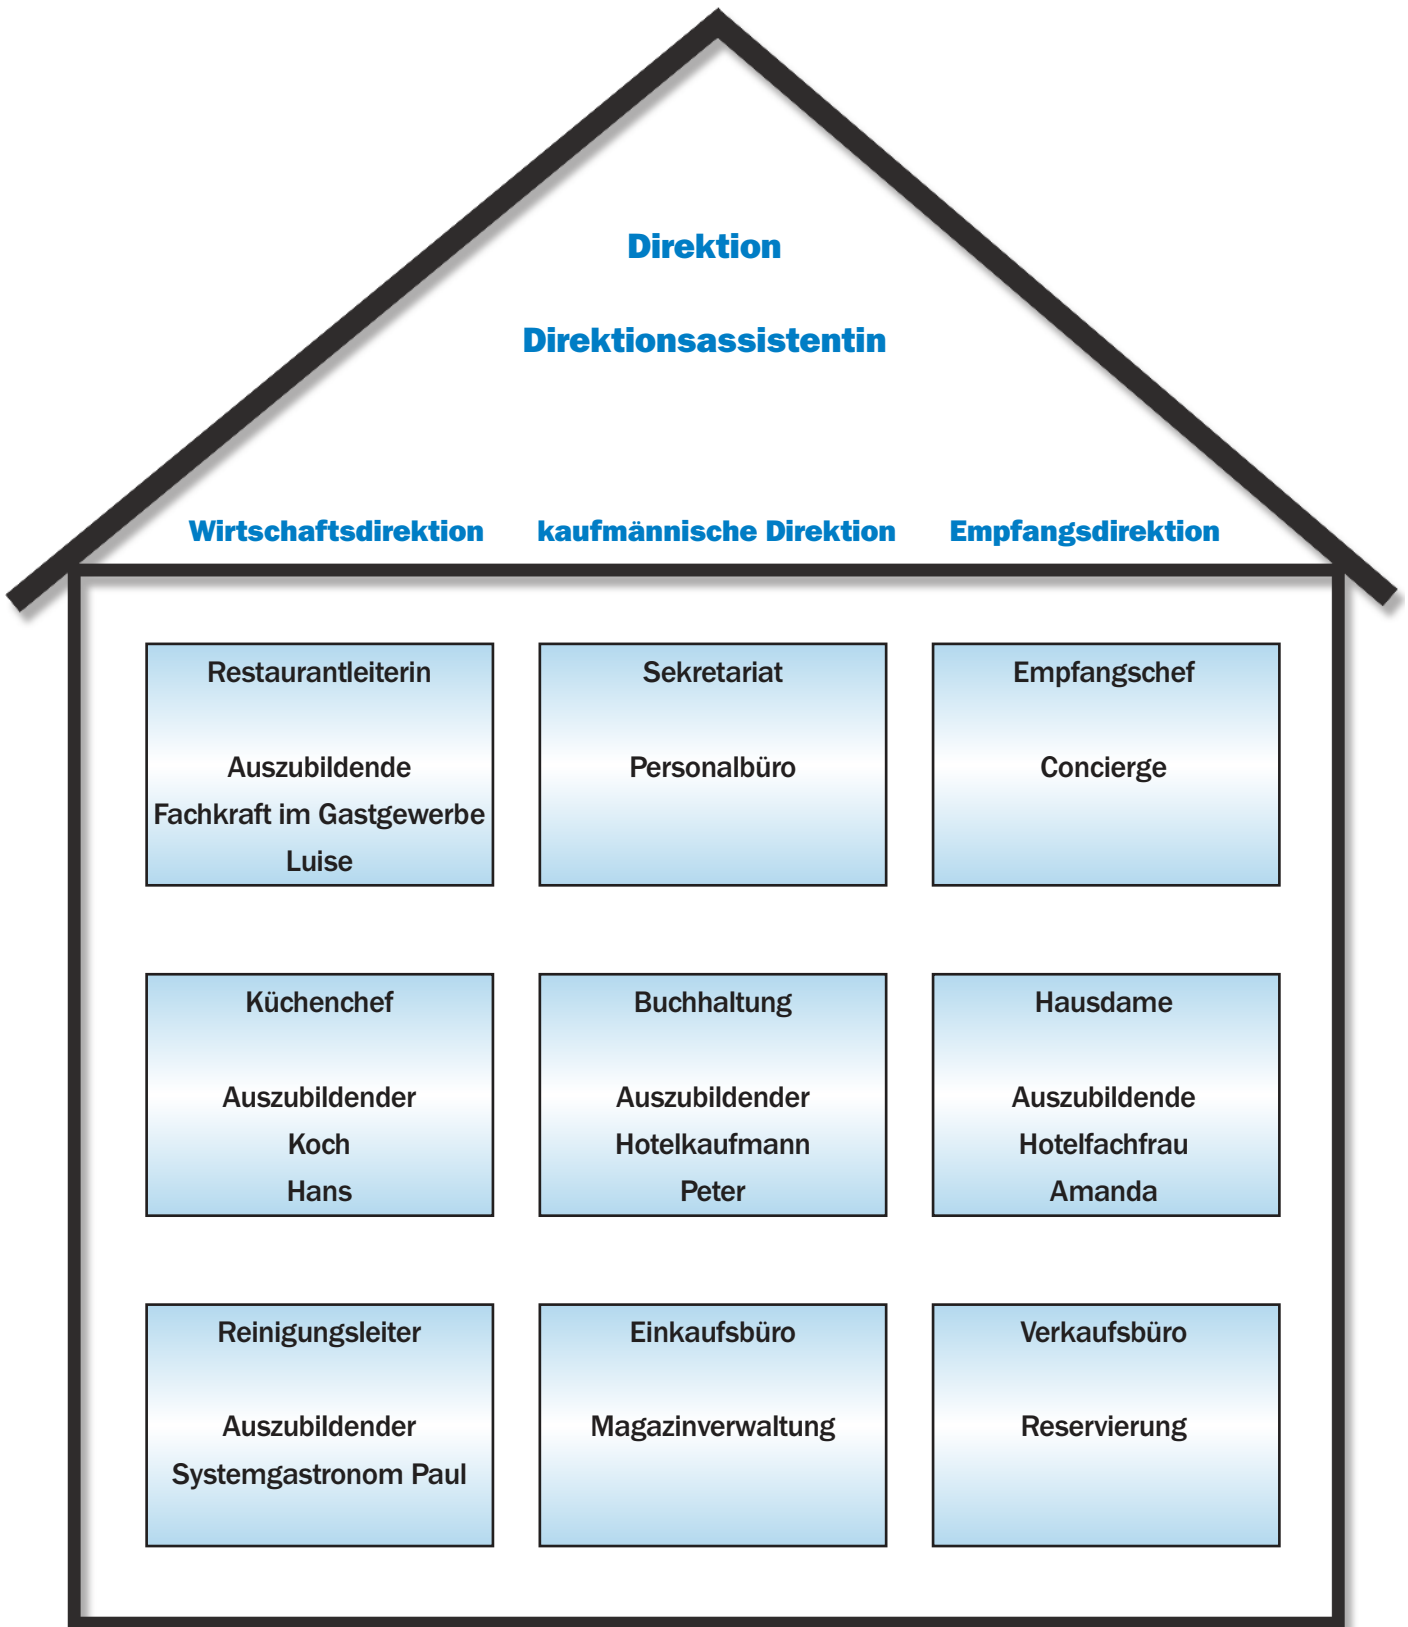 Direktion
Direktionsassistentin
Wirtschaftsdirektion
kaufmännische Direktion
Empfangsdirektion
Restaurantleiterin
Auszubildende
Fachkraft im Gastgewerbe
Luise
Sekretariat
Personalbüro
Empfangschef
Concierge
Küchenchef
Auszubildender
Koch
Hans
Buchhaltung
Auszubildender
Hotelkaufmann
Peter
Hausdame
Auszubildende
Hotelfachfrau
Amanda
Reinigungsleiter
Auszubildender
Systemgastronom Paul
Einkaufsbüro
Magazinverwaltung
Verkaufsbüro
Reservierung